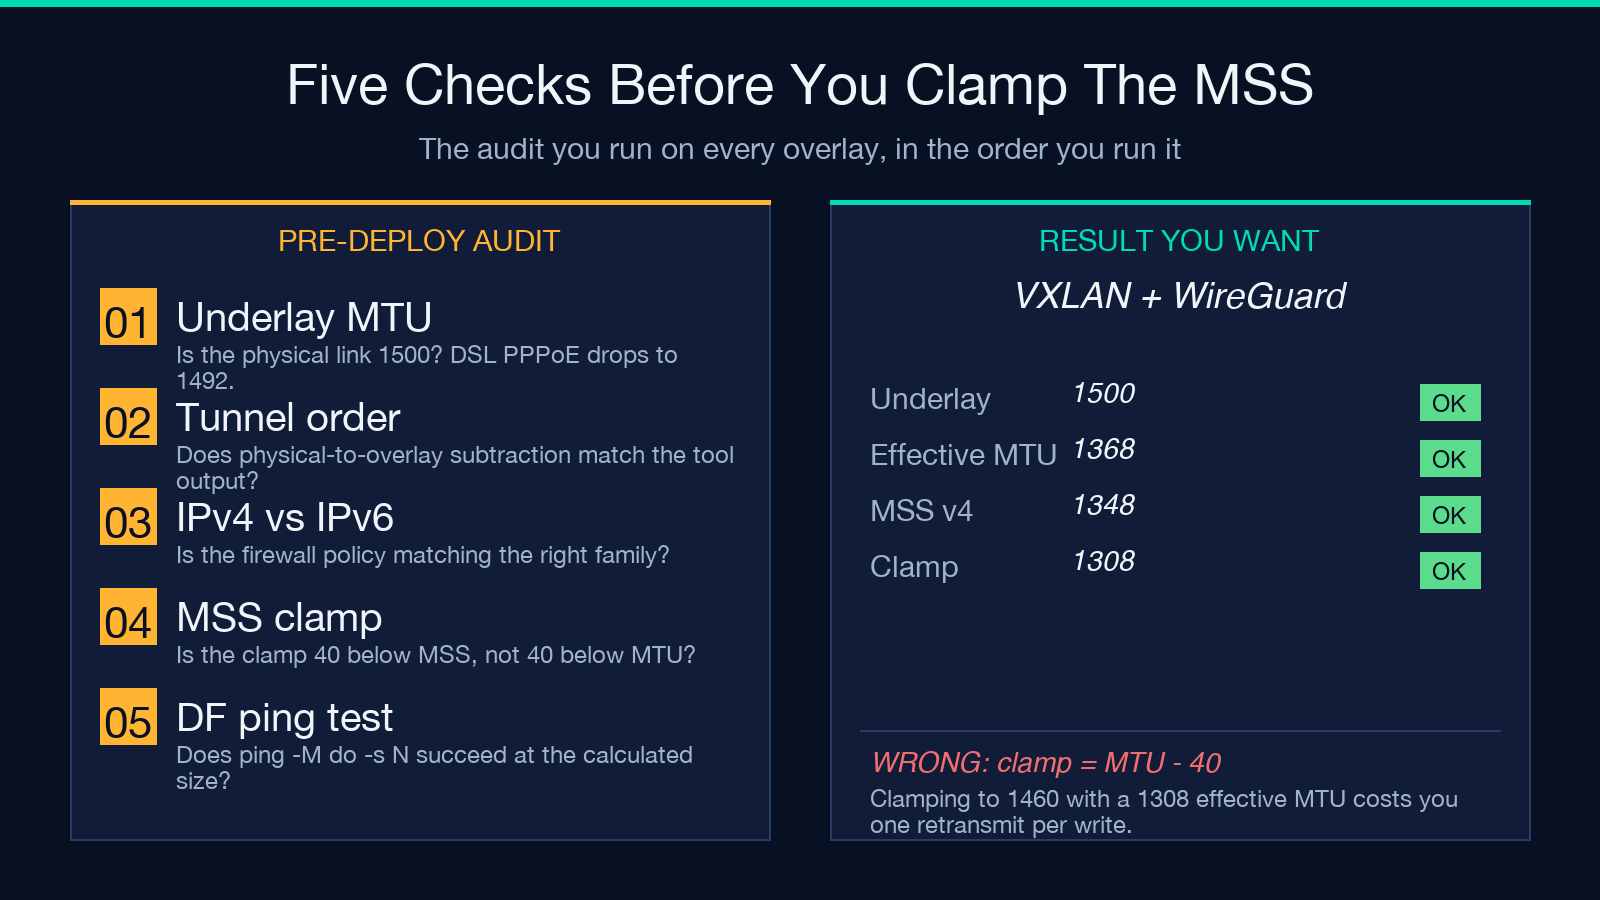 Five Checks Before You Clamp The MSS
The audit you run on every overlay, in the order you run it
PRE-DEPLOY AUDIT
01
Underlay MTU
Is the physical link 1500? DSL PPPoE drops to
1492.
02
Tunnel order
Does physical-to-overlay subtraction match the tool
output?
03
IPv4 vs IPv6
Is the firewall policy matching the right family?
04
MSS clamp
Is the clamp 40 below MSS, not 40 below MTU?
05
DF ping test
Does ping -M do -s N succeed at the calculated
size?
RESULT YOU WANT
VXLAN + WireGuard
Underlay 1500 OK
Effective MTU 1368 OK
MSS v4 1348 OK
Clamp 1308 OK
WRONG: clamp = MTU - 40
Clamping to 1460 with a 1308 effective MTU costs you
one retransmit per write.